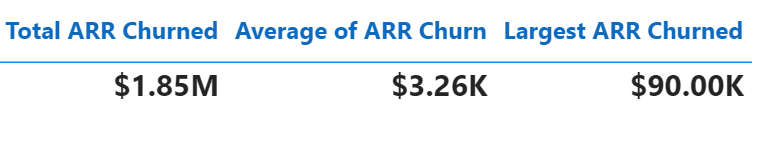 Total ARR Churned Average of ARR Churn Largest ARR Churned
$1.85M $3.26K $90.00K